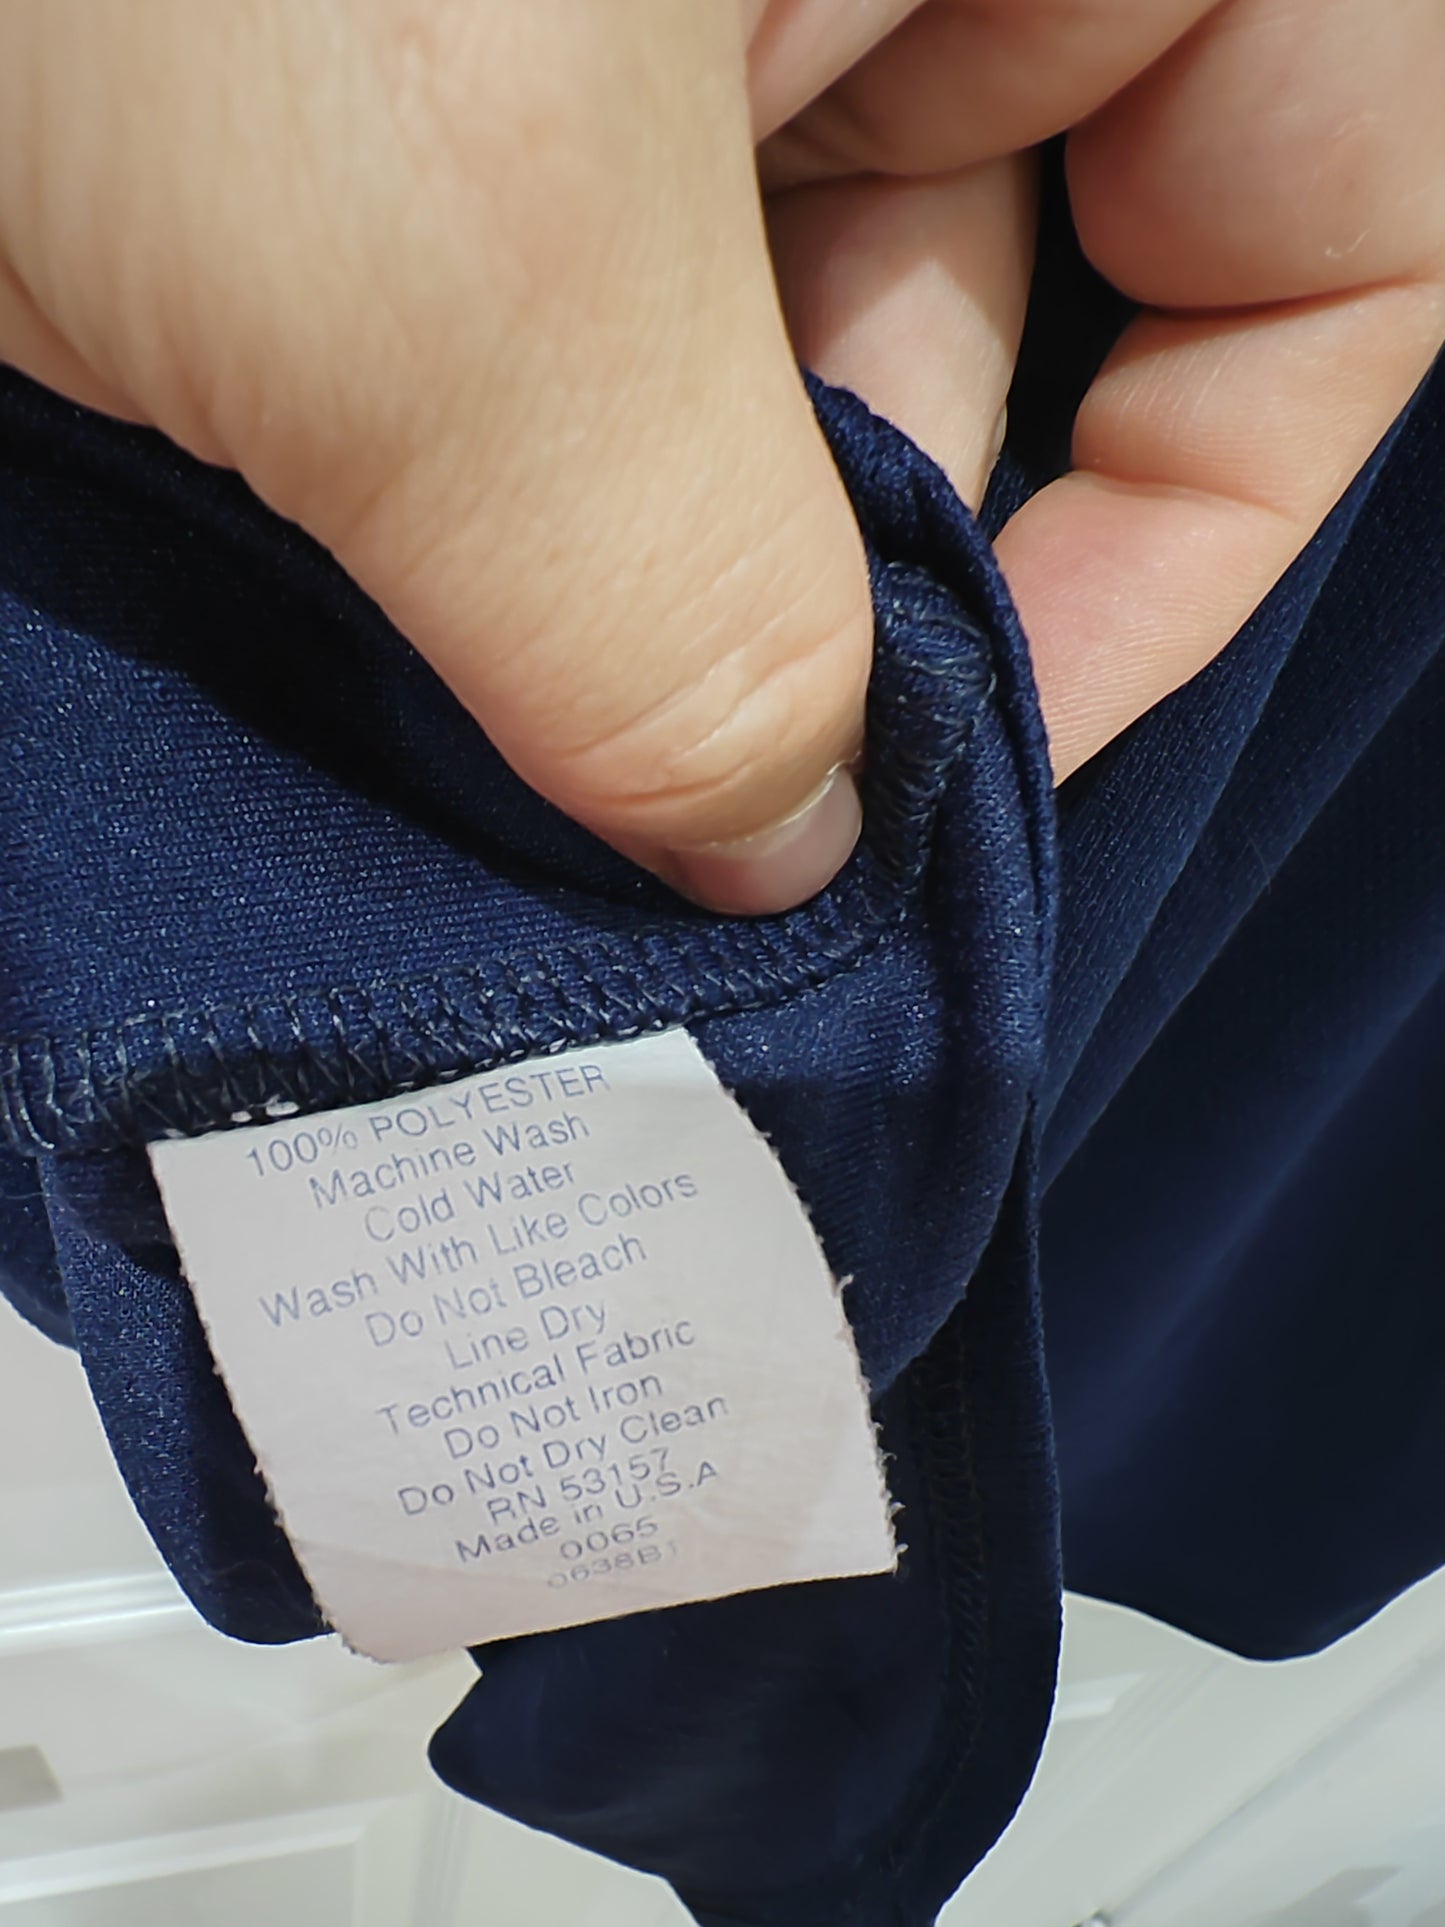 100% POLYESTER
Machine Wash
Cold Water
Wash With Like Colors
Do Not Bleach
Line Dry
Technical Fabric
Do Not Iron
Do Not Dry Clean
RN 53157
Made in U.S.A
0065